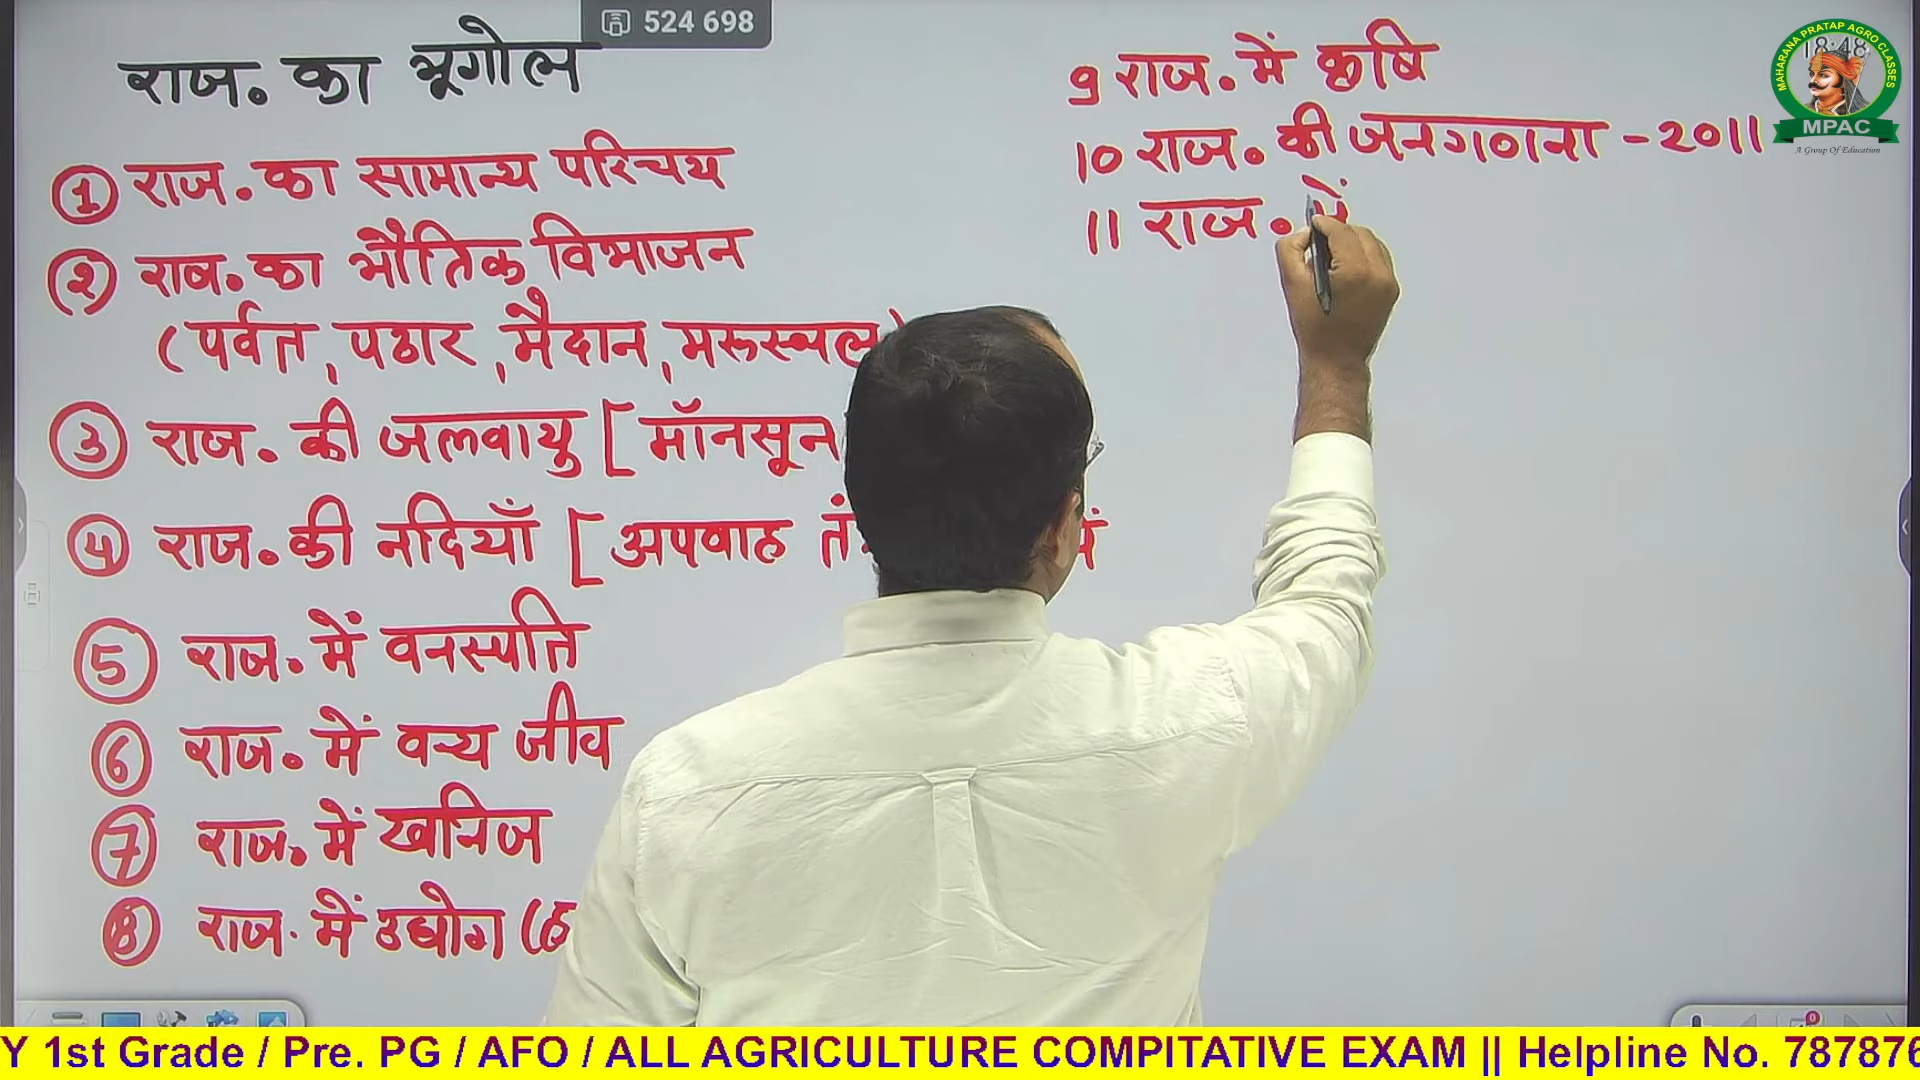 524 698
राज. का भूगोल
① राज. का सामान्य परिचय
② राज. का भौतिक विभाजन
(पर्वत, पठार, मैदान, मरुस्थल)
③ राज. की जलवायु [मॉनसून
④ राज. की नदियाँ [अपवाह
⑤ राज. में वनस्पति
⑥ राज. में वन्य जीव
⑦ राज. में खनिज
⑧ राज. में उद्योग
9 राज. में कृषि
10 राज. की जनगणना - 2011
11 राज. में
18:48
MAHARANA PRATAP AGRO CLASSES
MPAC
A Group Of Education
Y 1st Grade / Pre. PG / AFO / ALL AGRICULTURE COMPITATIVE EXAM || Helpline No. 787876